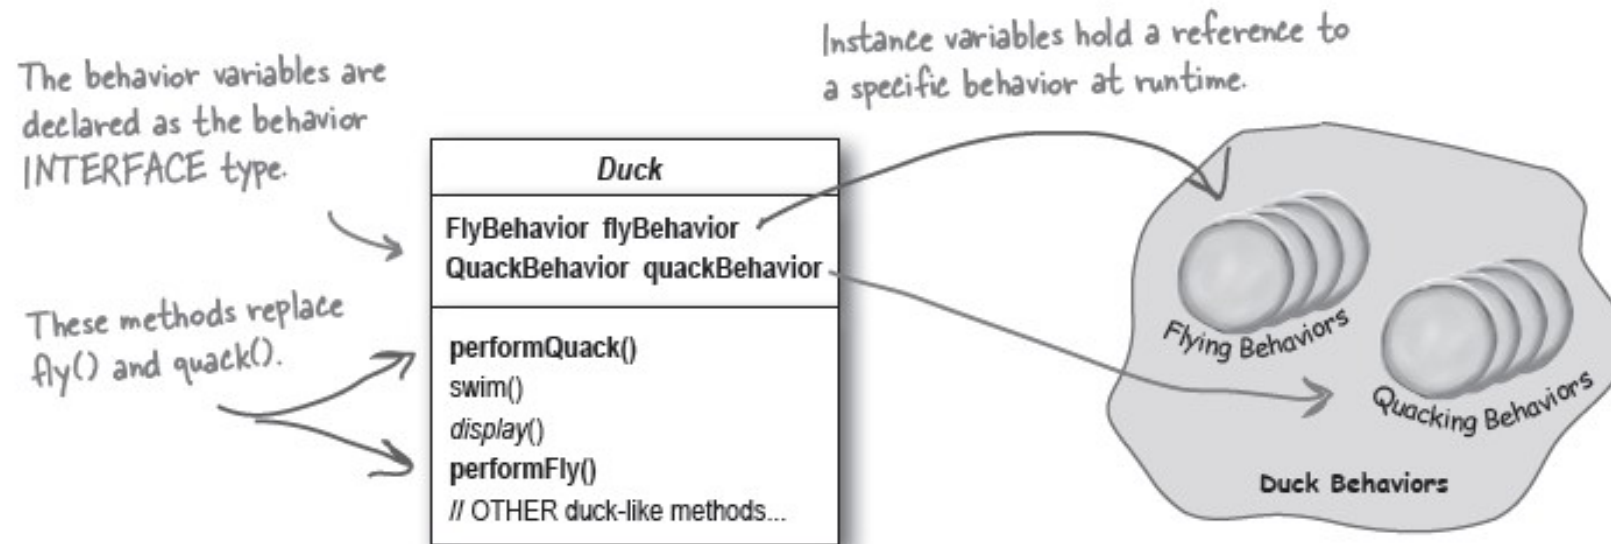 The behavior variables are
declared as the behavior
INTERFACE type.
These methods replace
fly() and quack().
Instance variables hold a reference to
a specific behavior at runtime.
Duck
FlyBehavior flyBehavior
QuackBehavior quackBehavior
performQuack()
swim()
display()
performFly()
// OTHER duck-like methods...
Flying Behaviors
Quacking Behaviors
Duck Behaviors